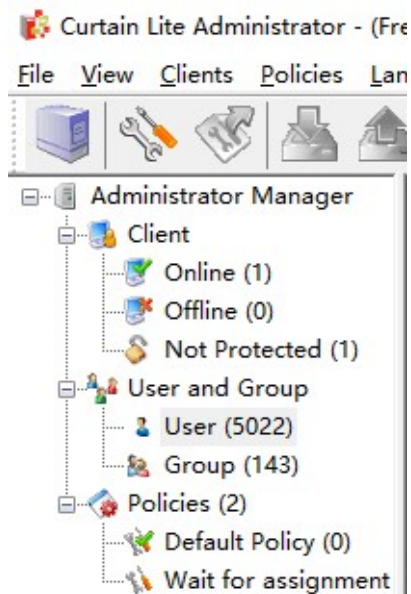 Curtain Lite Administrator - (Fre
File View Clients Policies Lan
Administrator Manager
Client
Online (1)
Offline (0)
Not Protected (1)
User and Group
User (5022)
Group (143)
Policies (2)
Default Policy (0)
Wait for assignment